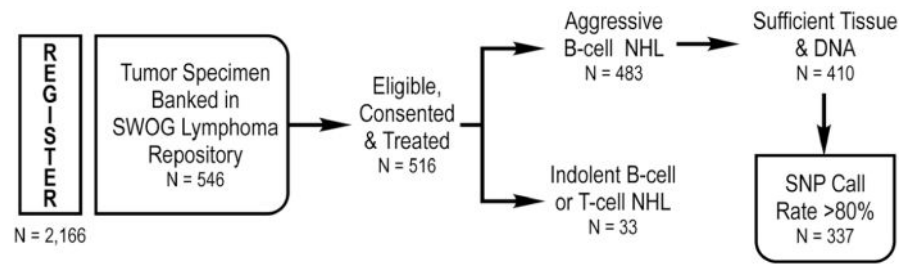 REGISTER
N = 2,166
Tumor Specimen
Banked in
SWOG Lymphoma
Repository
N = 546
Eligible,
Consented
& Treated
N = 516
Aggressive
B-cell NHL
N = 483
Indolent B-cell
or T-cell NHL
N = 33
Sufficient Tissue
& DNA
N = 410
SNP Call
Rate >80%
N = 337